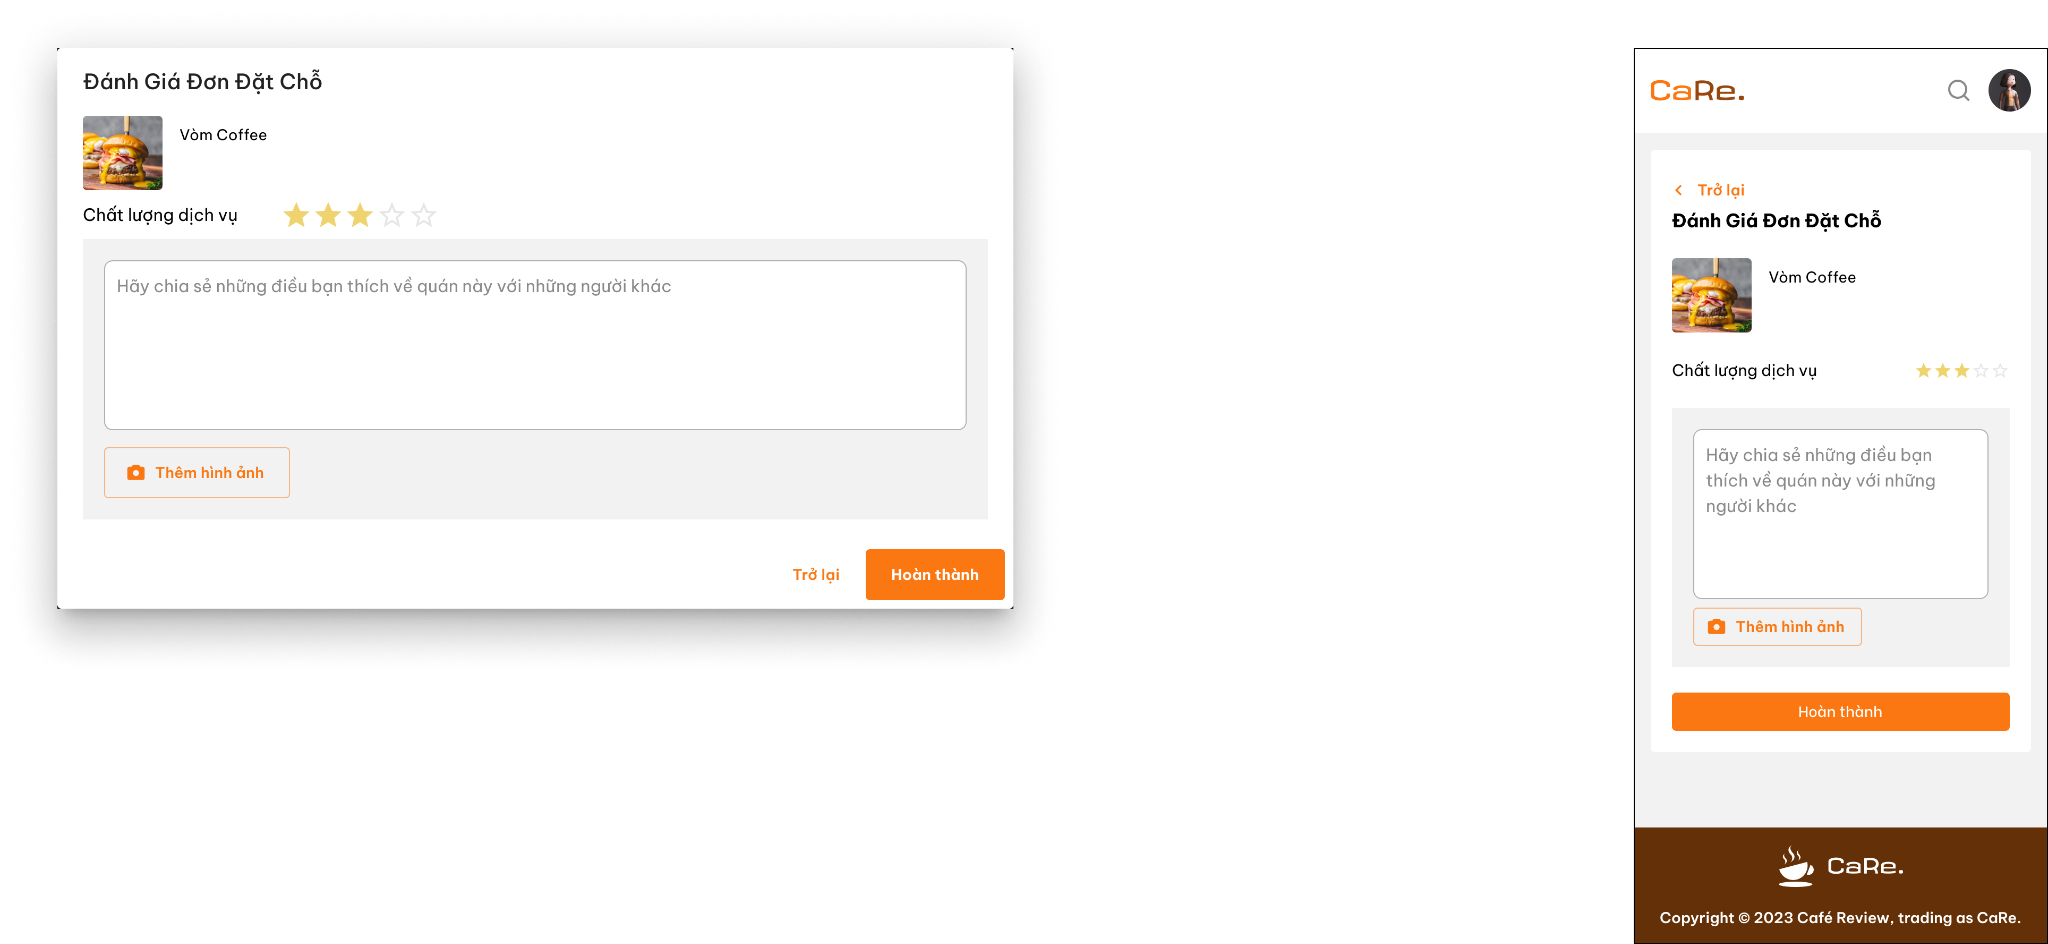 Đánh Giá Đơn Đặt Chỗ
Vòm Coffee
Chất lượng dịch vụ
Hãy chia sẻ những điều bạn thích về quán này với những người khác
Thêm hình ảnh
Trở lại
Hoàn thành
CaRe.
Trở lại
Đánh Giá Đơn Đặt Chỗ
Vòm Coffee
Chất lượng dịch vụ
Hãy chia sẻ những điều bạn
thích về quán này với những
người khác
Thêm hình ảnh
Hoàn thành
CaRe.
Copyright © 2023 Café Review, trading as CaRe.